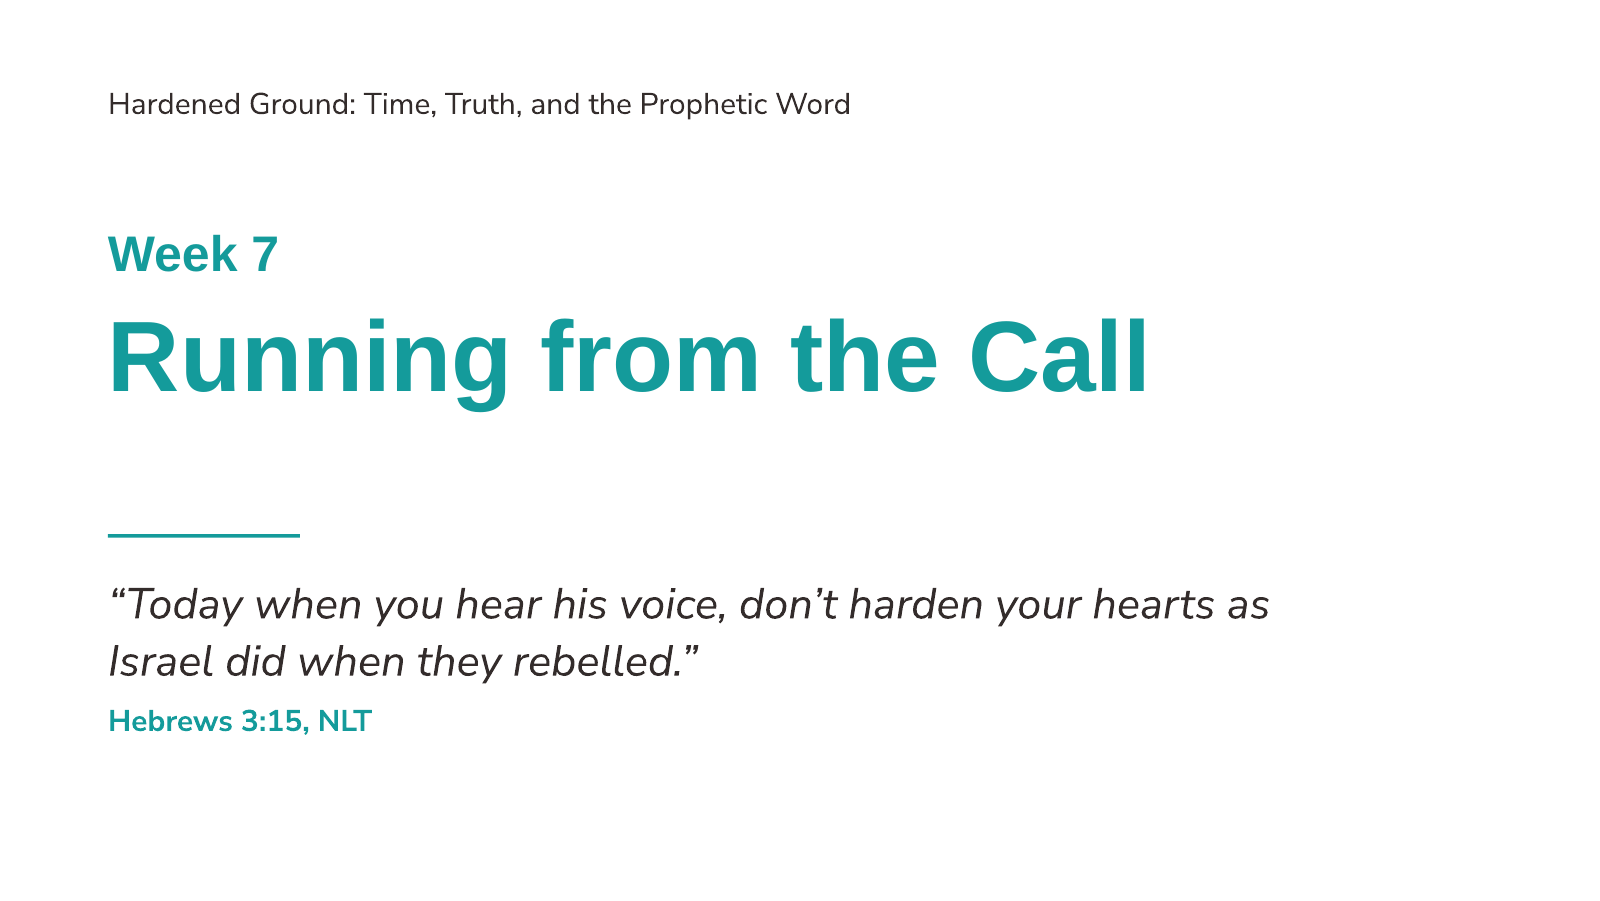 Hardened Ground: Time, Truth, and the Prophetic Word
Week 7
Running from the Call
“Today when you hear his voice, don’t harden your hearts as
Israel did when they rebelled.”
Hebrews 3:15, NLT